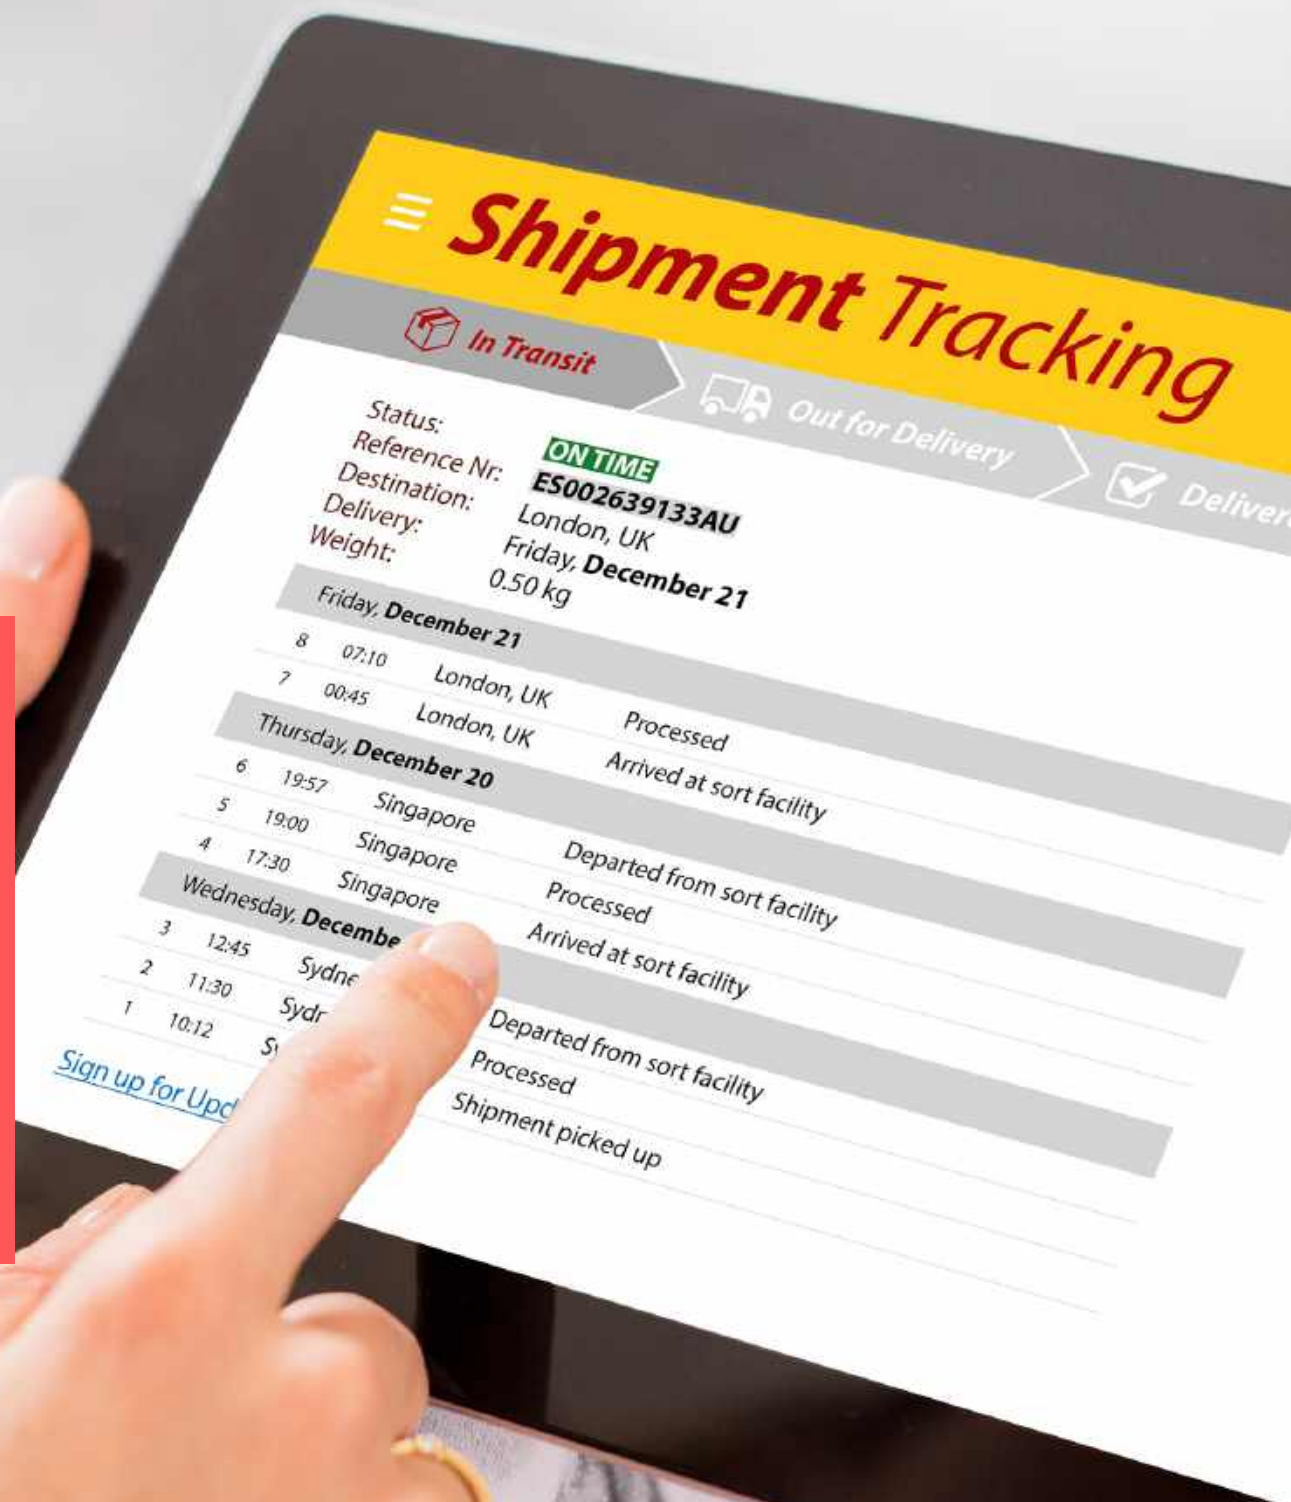 Shipment Tracking
In Transit
Out for Delivery
Status: ON TIME
Reference Nr: ES002639133AU
Destination: London, UK
Delivery: Friday, December 21
Weight: 0.50 kg
Friday, December 21
8 07:10 London, UK Processed
7 00:45 London, UK Arrived at sort facility
Thursday, December 20
6 19:57 Singapore Departed from sort facility
5 19:00 Singapore Processed
4 17:30 Singapore Arrived at sort facility
Wednesday,
3 12:45 Departed from sort facility
2 11:30 Processed
1 10:12 Shipment picked up
Sign up for